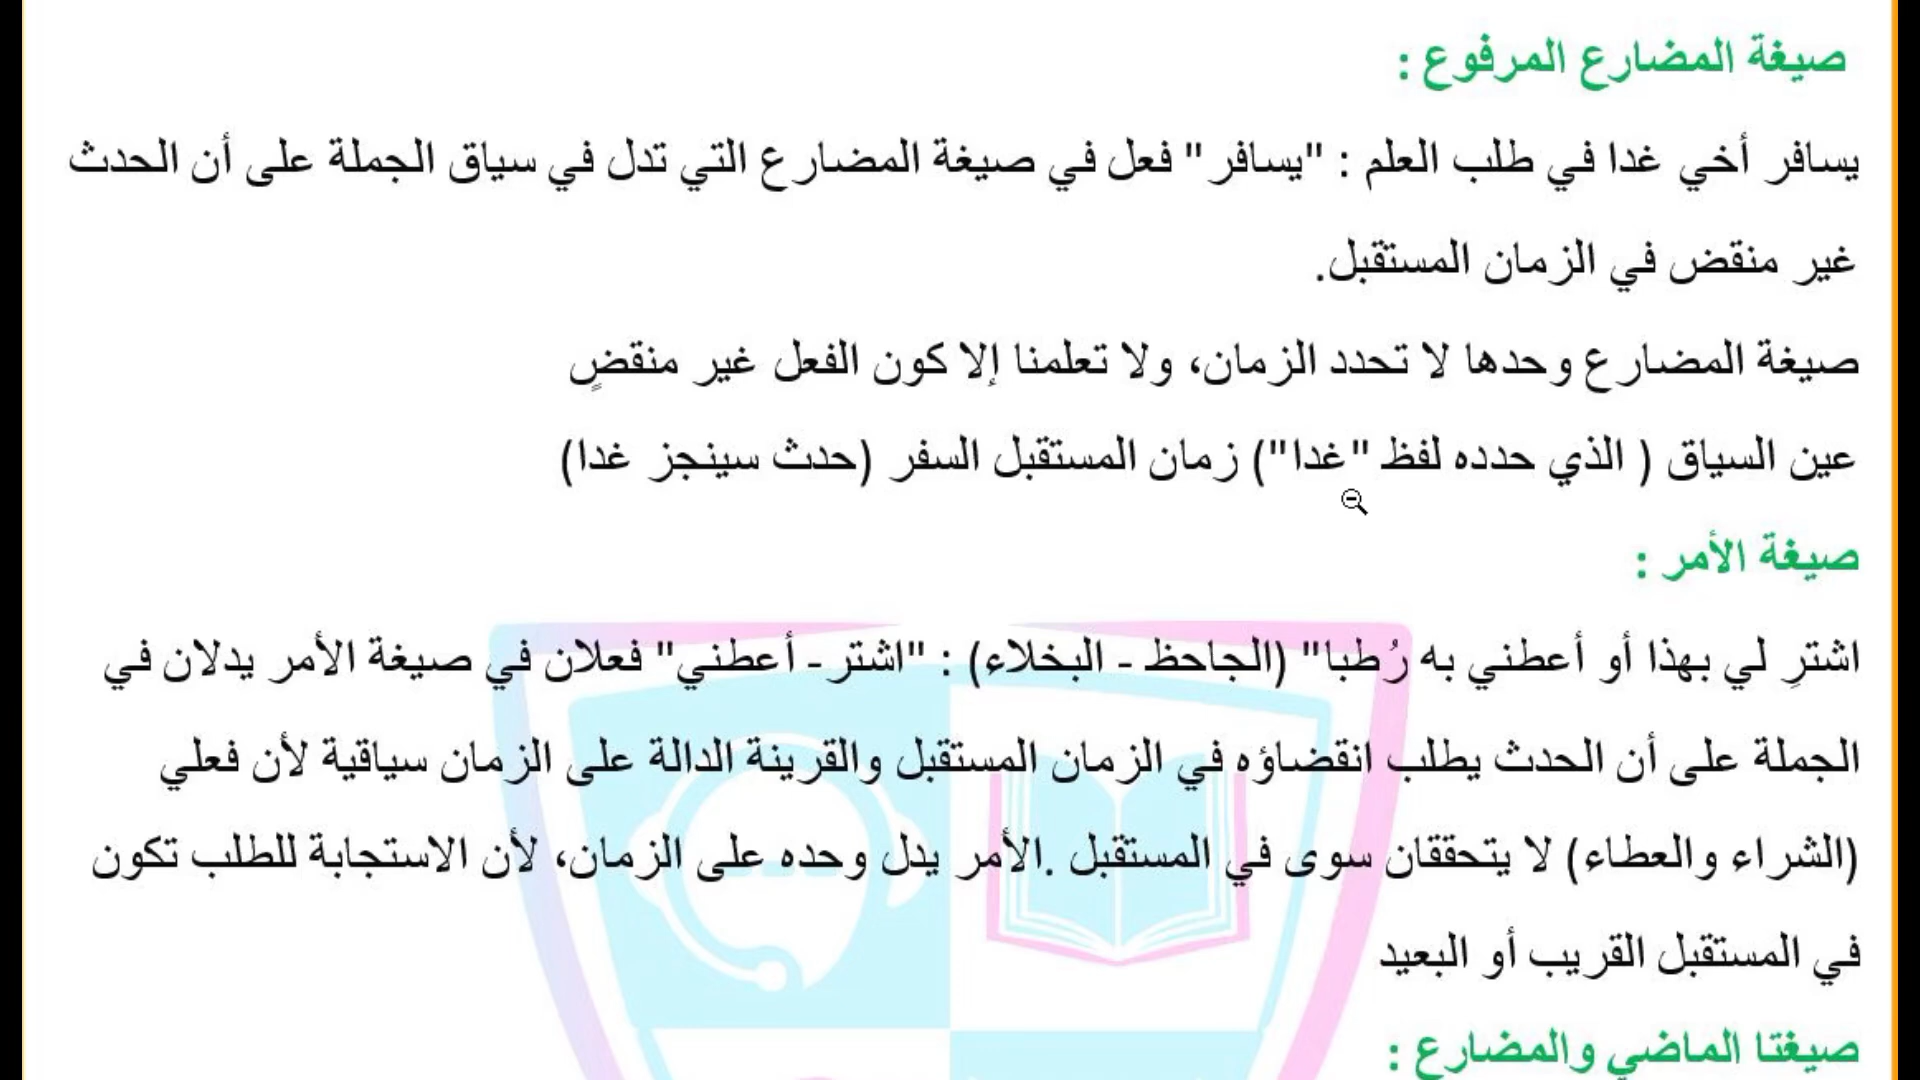 صيغة المضارع المرفوع :
يسافر أخي غدا في طلب العلم : "يسافر" فعل في صيغة المضارع التي تدل في سياق الجملة على أن الحدث
غير منقض في الزمان المستقبل.
صيغة المضارع وحدها لا تحدد الزمان، ولا تعلمنا إلا كون الفعل غير منقضٍ
عين السياق ( الذي حدده لفظ "غدا") زمان المستقبل السفر (حدث سينجز غدا)
صيغة الأمر :
اشترِ لي بهذا أو أعطني به رُطبا" (الجاحظ - البخلاء) : "اشتر - أعطني" فعلان في صيغة الأمر يدلان في
الجملة على أن الحدث يطلب انقضاؤه في الزمان المستقبل والقرينة الدالة على الزمان سياقية لأن فعلي
(الشراء والعطاء) لا يتحققان سوى في المستقبل .الأمر يدل وحده على الزمان، لأن الاستجابة للطلب تكون
في المستقبل القريب أو البعيد
صيغتا الماضي والمضارع :